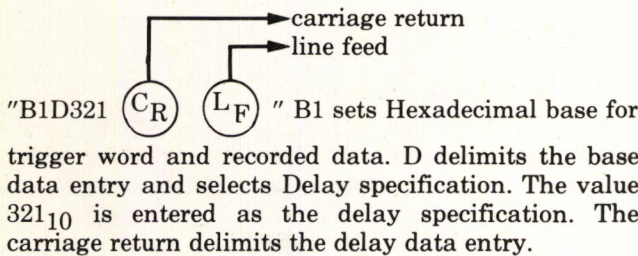 carriage return
line feed
"B1D321 CR LF " B1 sets Hexadecimal base for
trigger word and recorded data. D delimits the base
data entry and selects Delay specification. The value
321₁₀ is entered as the delay specification. The
carriage return delimits the delay data entry.